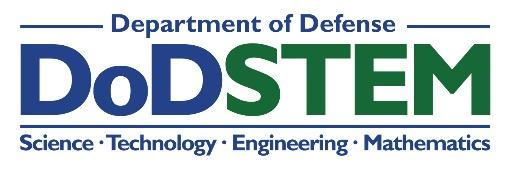 Department of Defense
DoDSTEM
Science · Technology · Engineering · Mathematics